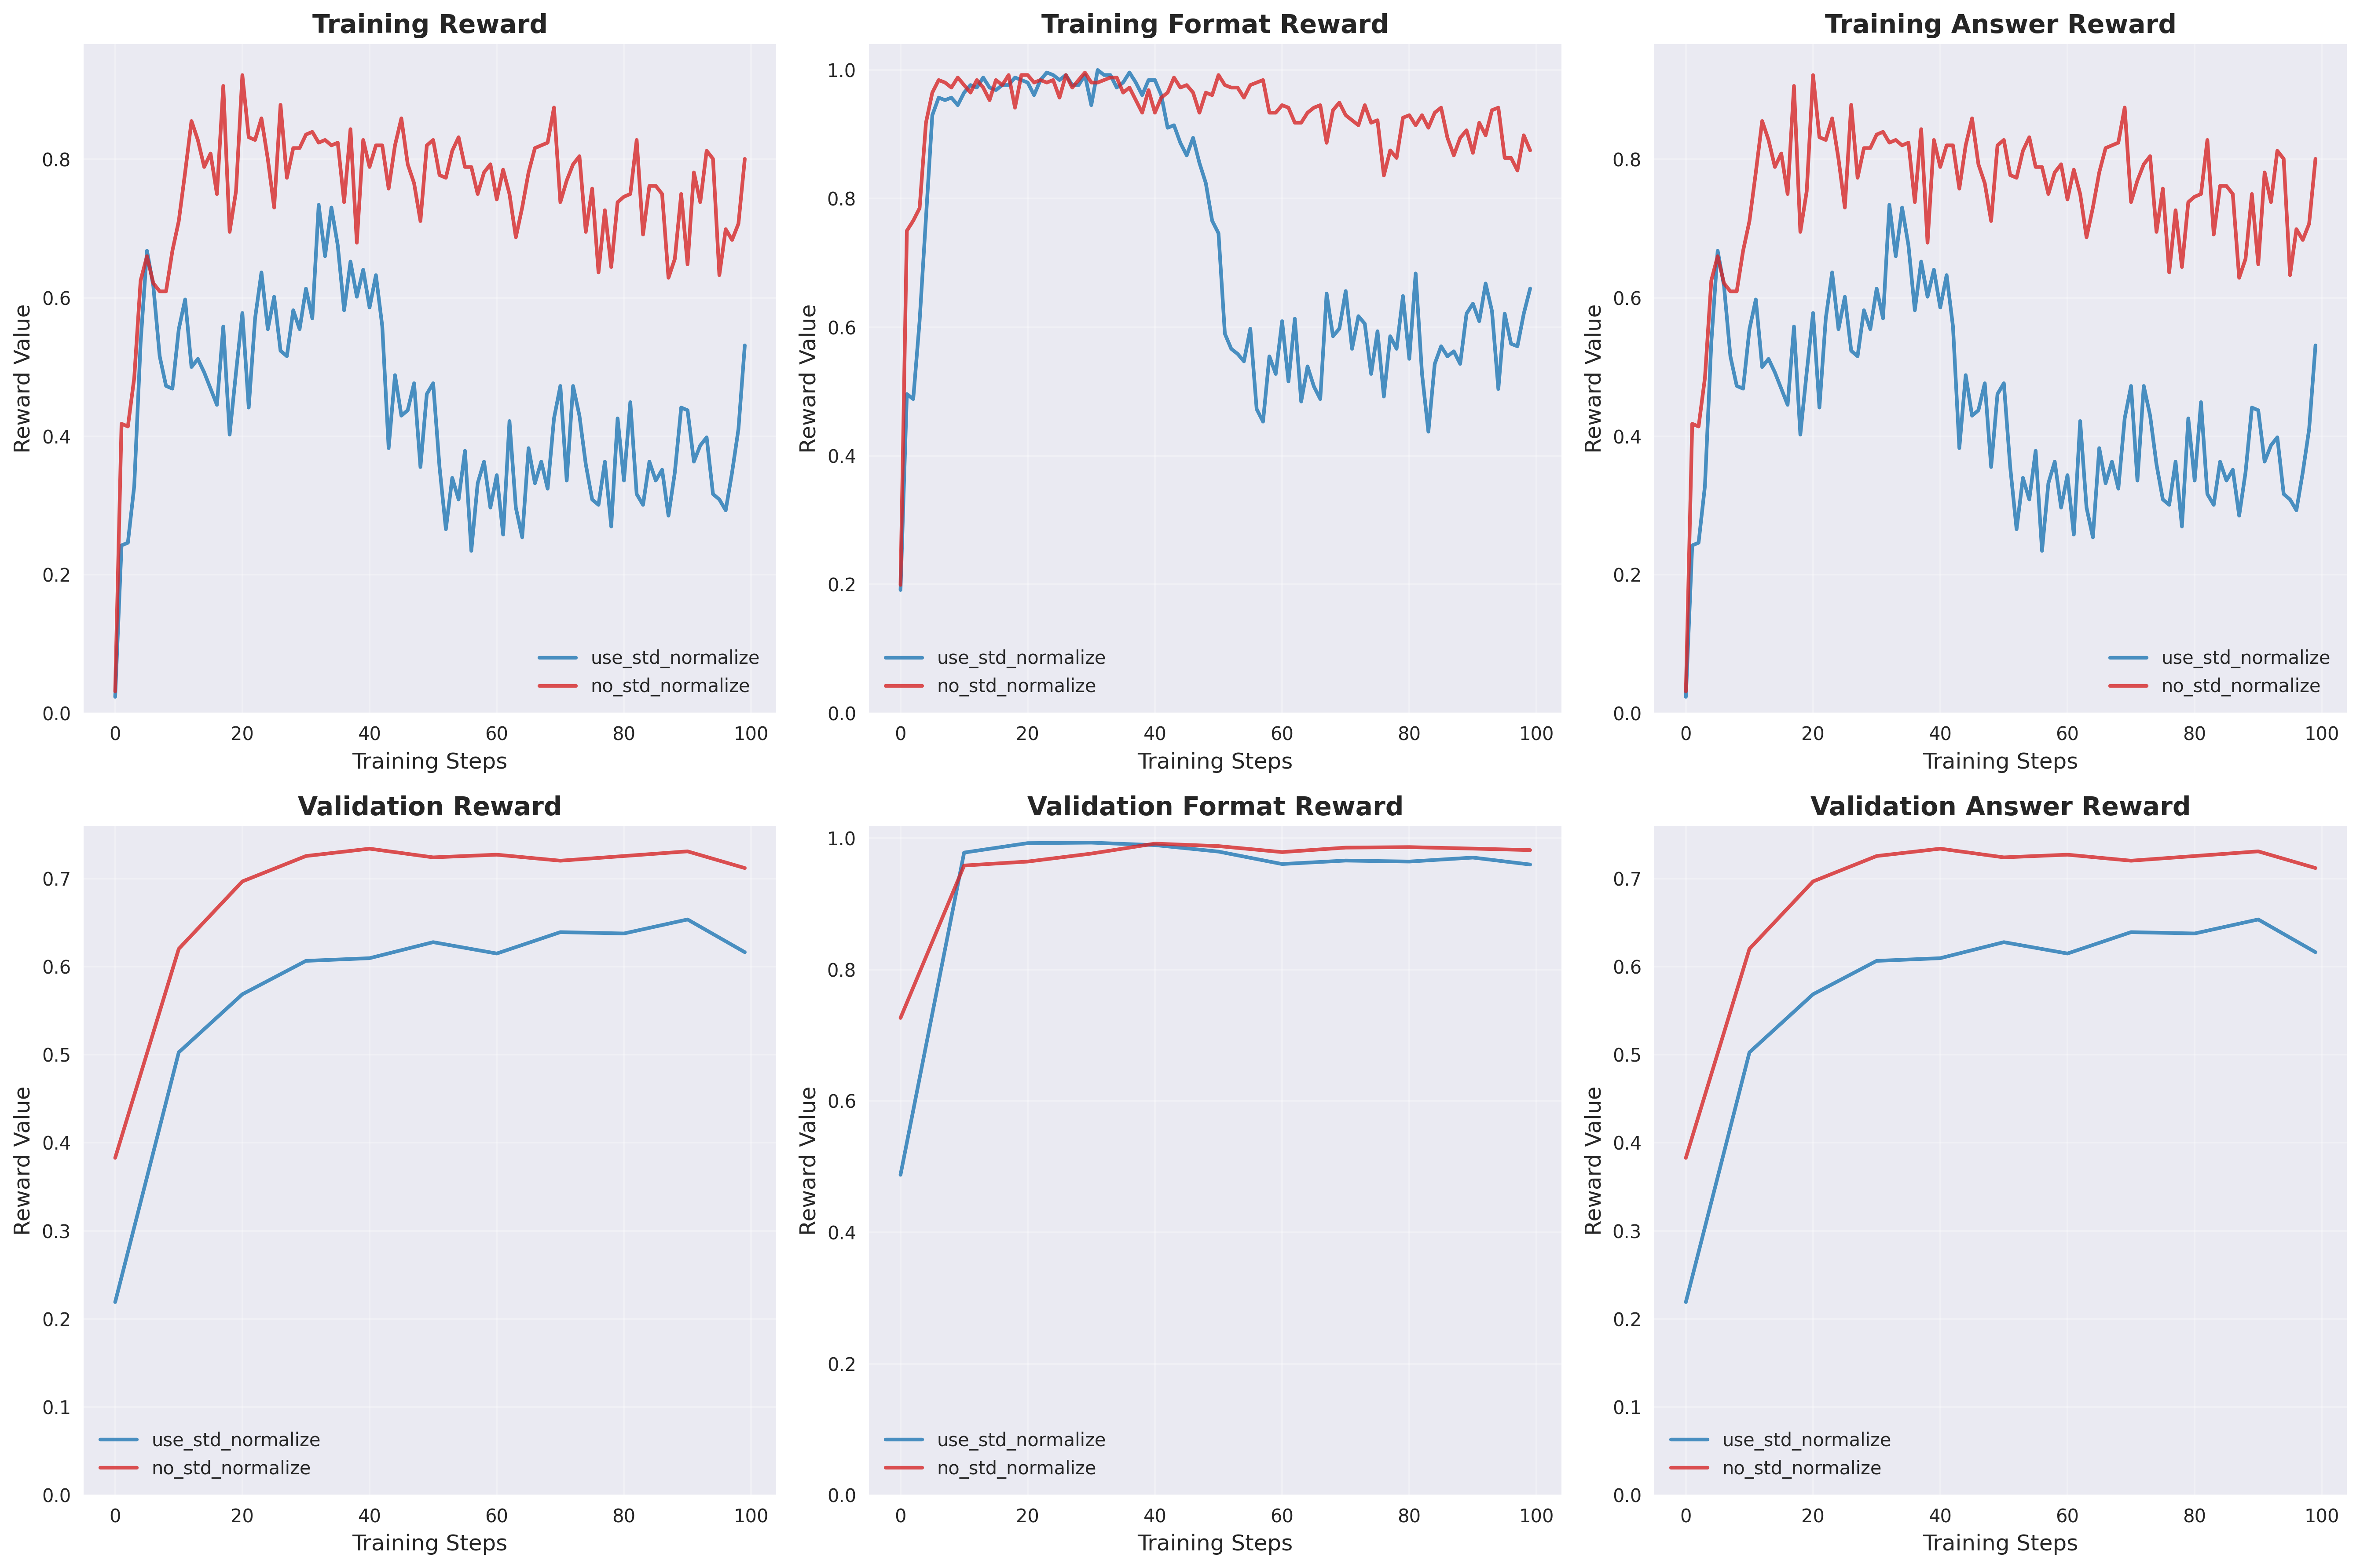 Training Reward
Reward Value
0.8
0.6
0.4
0.2
0.0
use_std_normalize
no_std_normalize
0 20 40 60 80 100
Training Steps
Training Format Reward
Reward Value
1.0
0.8
0.6
0.4
0.2
0.0
use_std_normalize
no_std_normalize
0 20 40 60 80 100
Training Steps
Training Answer Reward
Reward Value
0.8
0.6
0.4
0.2
0.0
use_std_normalize
no_std_normalize
0 20 40 60 80 100
Training Steps
Validation Reward
Reward Value
0.7
0.6
0.5
0.4
0.3
0.2
0.1
0.0
use_std_normalize
no_std_normalize
0 20 40 60 80 100
Training Steps
Validation Format Reward
Reward Value
1.0
0.8
0.6
0.4
0.2
0.0
use_std_normalize
no_std_normalize
0 20 40 60 80 100
Training Steps
Validation Answer Reward
Reward Value
0.7
0.6
0.5
0.4
0.3
0.2
0.1
0.0
use_std_normalize
no_std_normalize
0 20 40 60 80 100
Training Steps